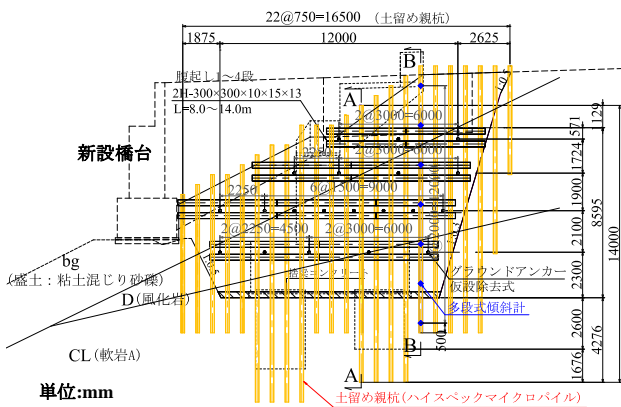 22@750=16500 (土留め親杭)
1875
12000
2625
B
腹起し1～4段
2H-300×300×10×15×13
L=8.0～14.0m
A
新設橋台
2@3000=6000
2250
2@3000=6000
6@1500=9000
2250
2@2250=4500
2@3000=6000
1129
571
1724
1900
2100
2300
2600
1676
8595
4276
14000
500
bg
(盛土：粘土混じり砂礫)
D(風化岩)
CL(軟岩A)
グラウンドアンカー
仮設除去式
多段式傾斜計
B
A
単位:mm
土留め親杭(ハイスペックマイクロパイル)